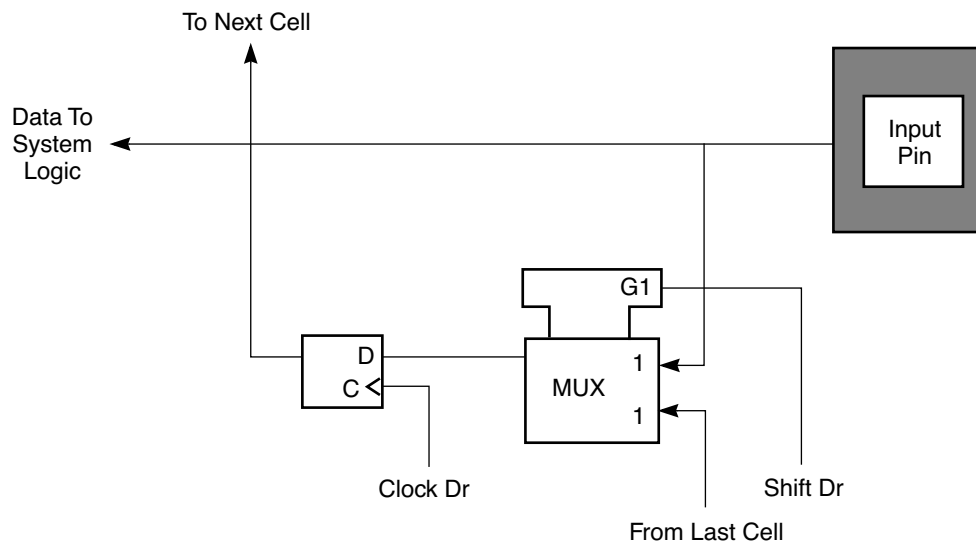 To Next Cell
Data To
System
Logic
Input
Pin
G1
D
C
MUX
1
1
Clock Dr
Shift Dr
From Last Cell